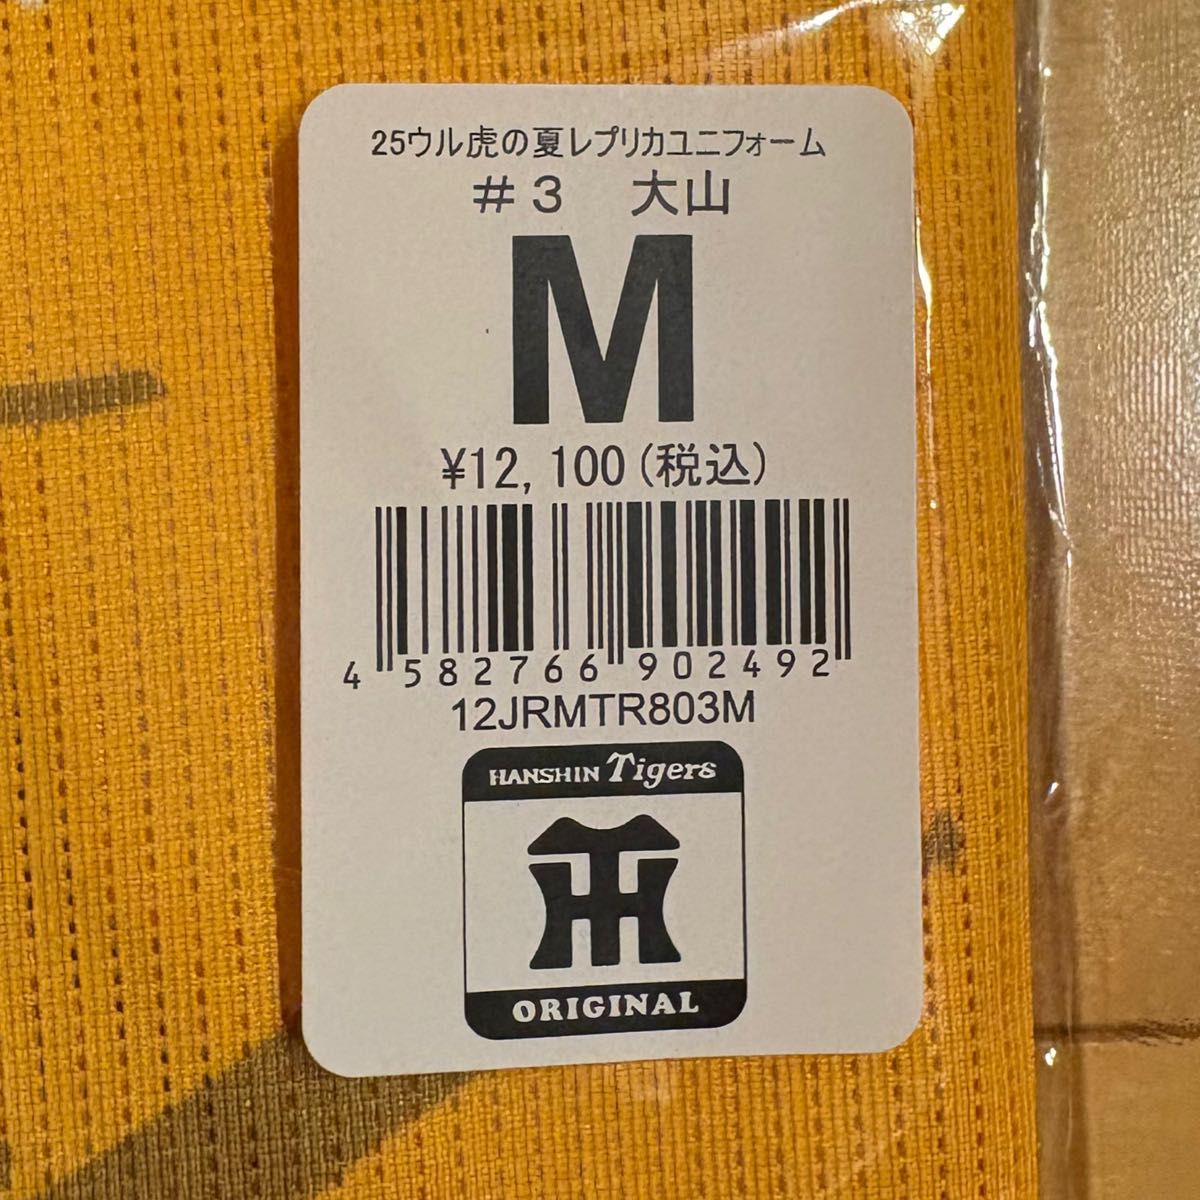 25ウル虎の夏レプリカユニフォーム
＃３　大山
M
¥12,100(税込)
4 582766 902492
12JRMTR803M
HANSHIN Tigers
TH
ORIGINAL